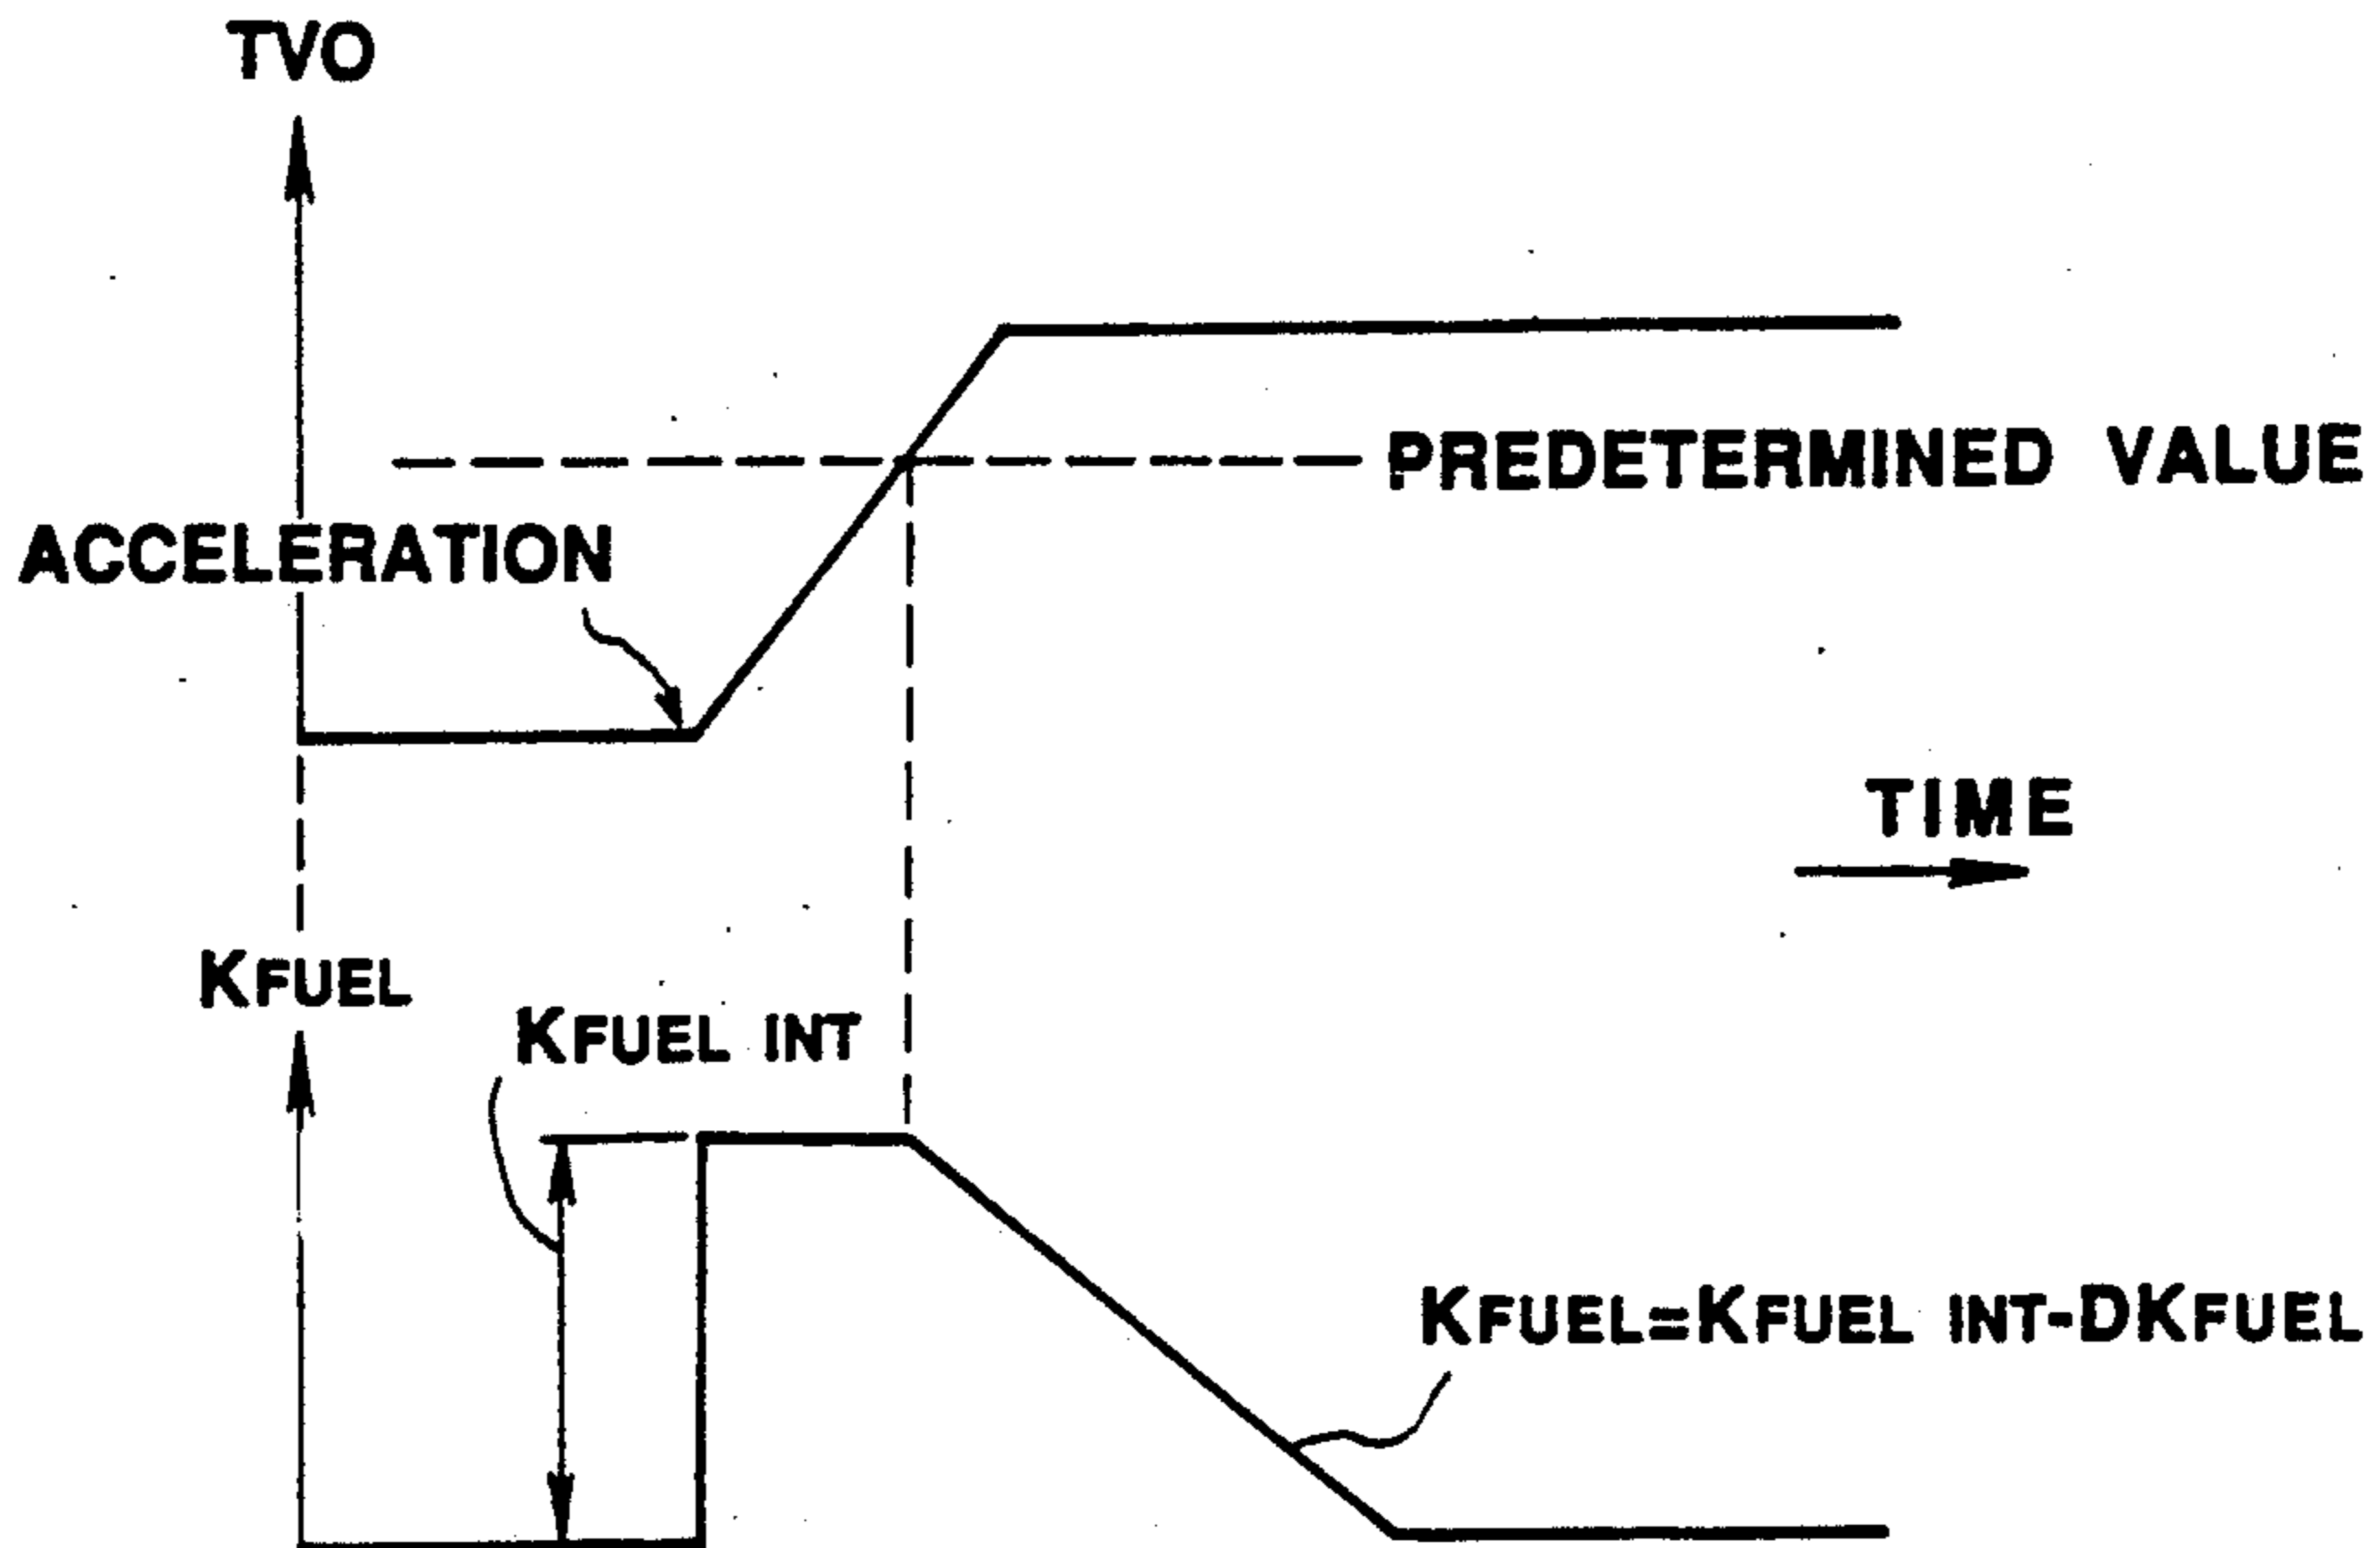 TVO
PREDETERMINED VALUE
ACCELERATION
TIME
KFUEL
KFUEL INT
KFUEL=KFUEL INT-DKFUEL